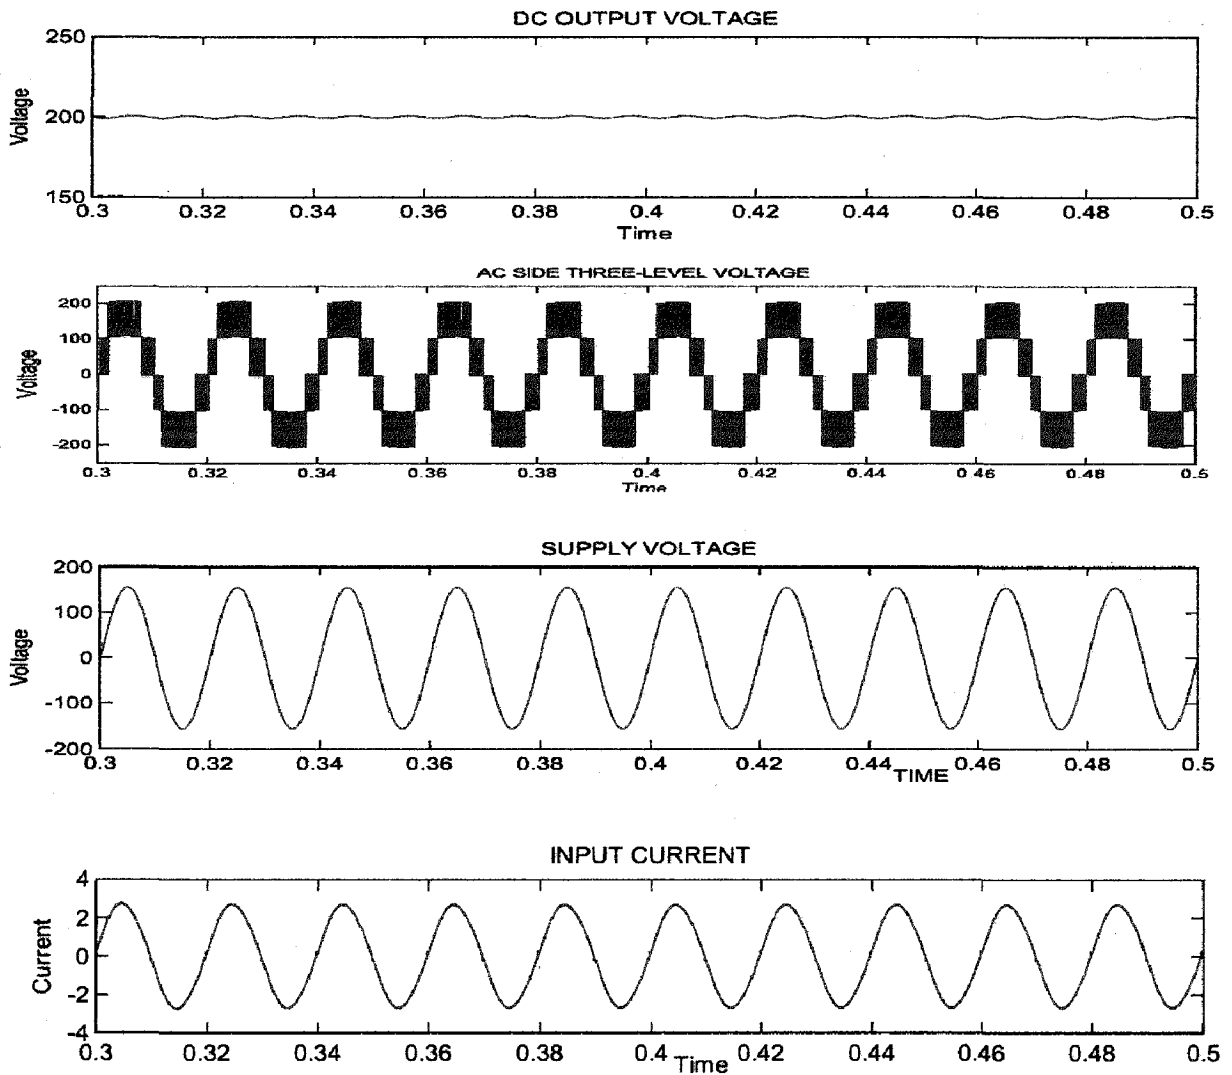 DC OUTPUT VOLTAGE
250
200
150
Voltage
0.3 0.32 0.34 0.36 0.38 0.4 0.42 0.44 0.46 0.48 0.5
Time
AC SIDE THREE-LEVEL VOLTAGE
200
100
0
-100
-200
Voltage
0.3 0.32 0.34 0.36 0.38 0.4 0.42 0.44 0.46 0.48 0.5
Time
SUPPLY VOLTAGE
200
100
0
-100
-200
Voltage
0.3 0.32 0.34 0.36 0.38 0.4 0.42 0.44 0.46 0.48 0.5
TIME
INPUT CURRENT
4
2
0
-2
-4
Current
0.3 0.32 0.34 0.36 0.38 0.4 0.42 0.44 0.46 0.48 0.5
Time